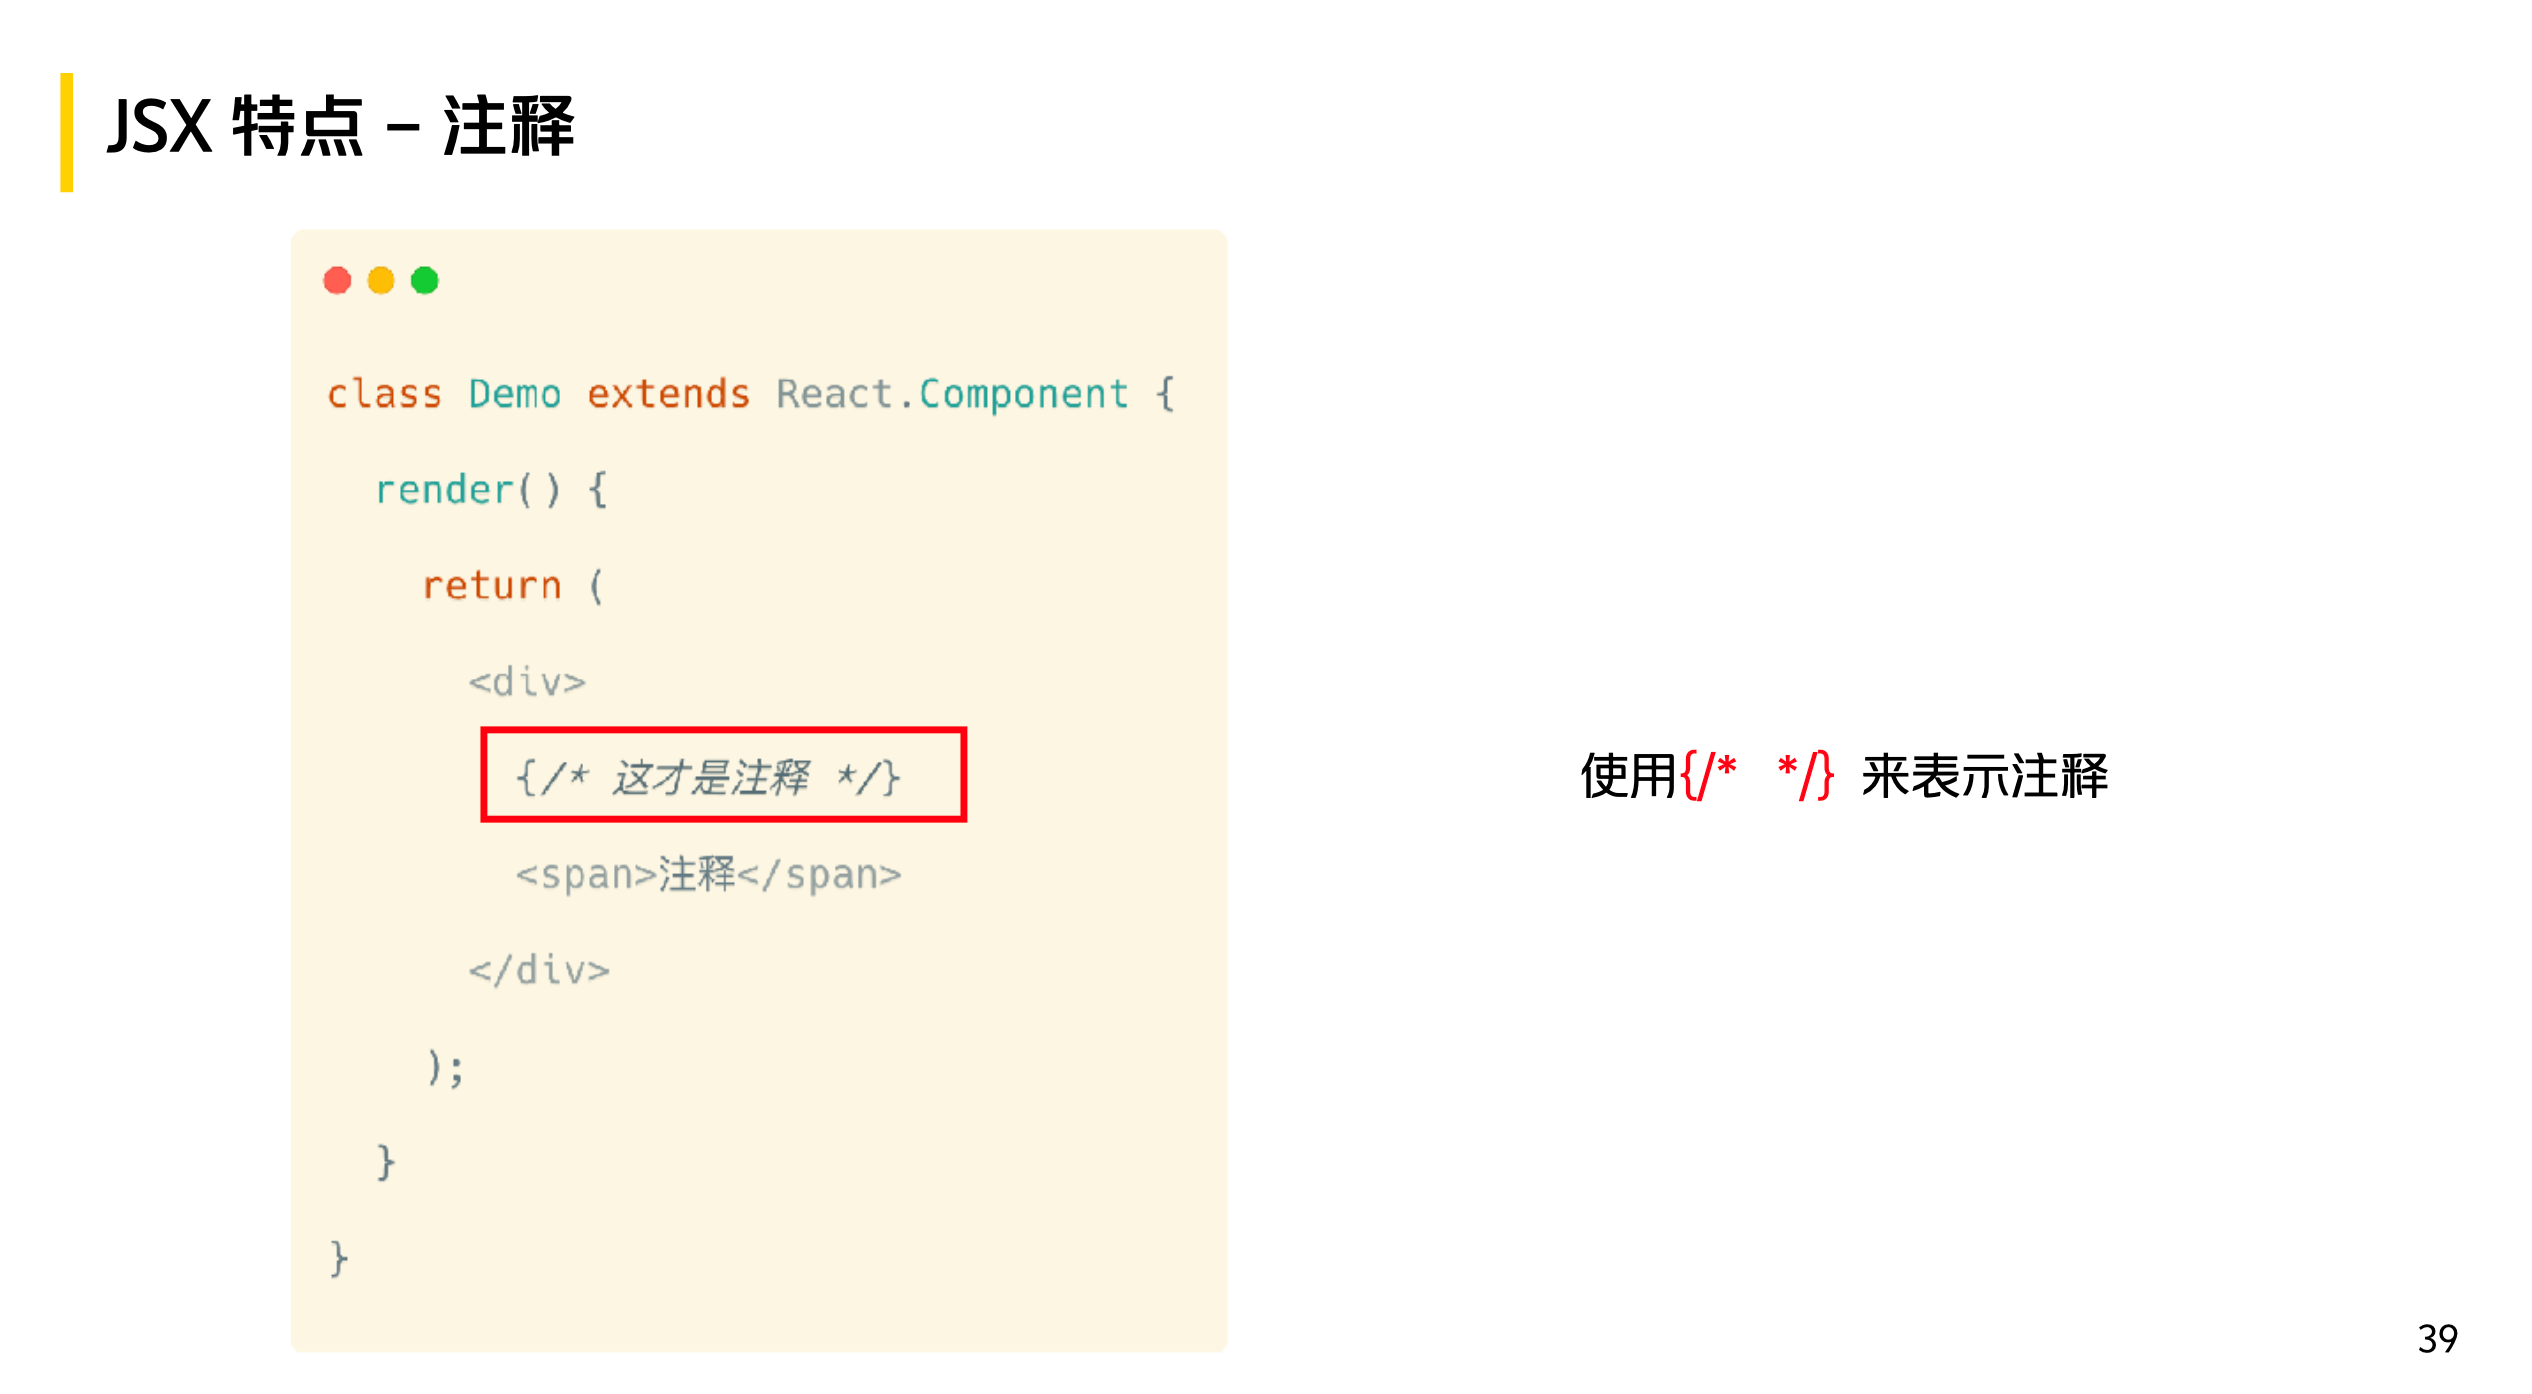 JSX 特点 – 注释
class Demo extends React.Component {
  render() {
    return (
      <div>
        {/* 这才是注释 */}
        <span>注释</span>
      </div>
    );
  }
}
使用{/*   */} 来表示注释
39